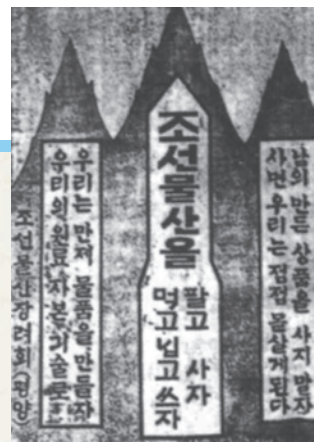 남의 만든 상품을 사지 말자
사면 우리는 점점 못살게된다
조선물산을
팔고 사자
먹고닙고쓰자
우리는 만저 물품을 만들자
우리의 원료 자본 기술로
조선물산장려회(평양)